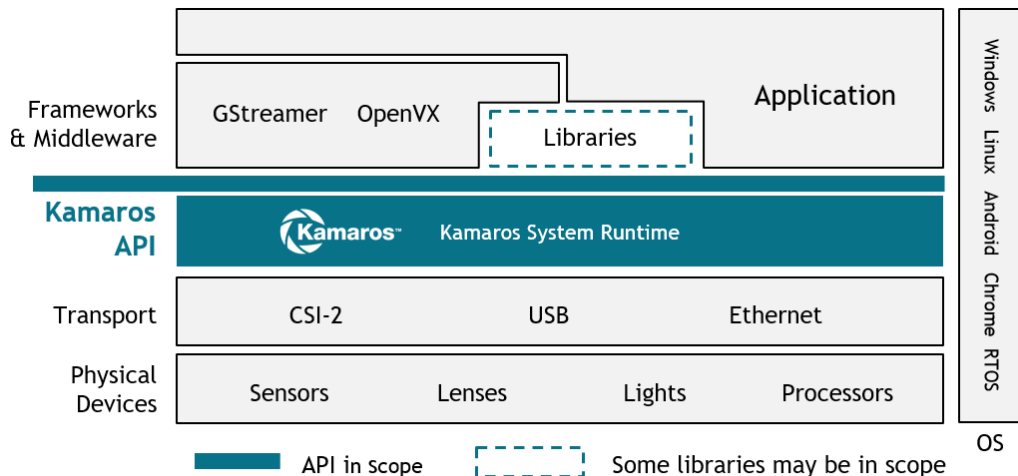 Frameworks
& Middleware
GStreamer OpenVX
Libraries
Application
Kamaros
API
Kamaros™ Kamaros System Runtime
Transport
CSI-2 USB Ethernet
Physical
Devices
Sensors Lenses Lights Processors
Windows Linux Android Chrome RTOS
OS
API in scope
Some libraries may be in scope